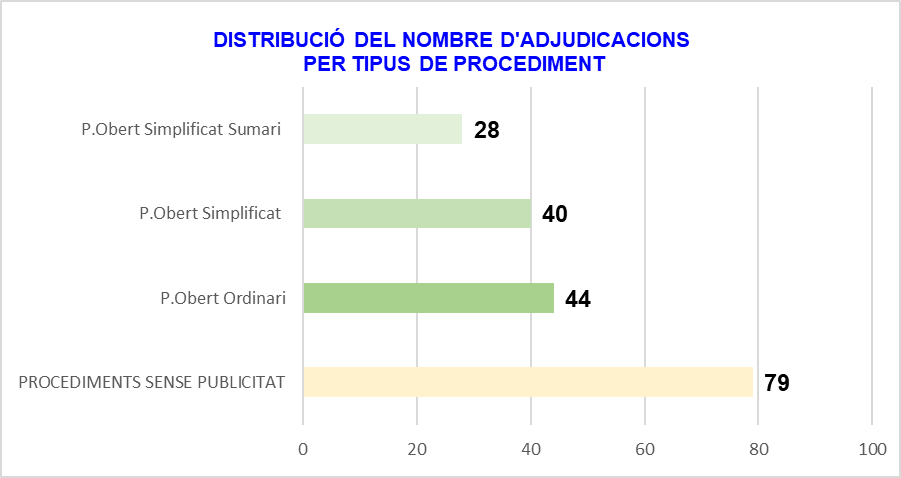 DISTRIBUCIÓ DEL NOMBRE D'ADJUDICACIONS
PER TIPUS DE PROCEDIMENT
P.Obert Simplificat Sumari 28
P.Obert Simplificat 40
P.Obert Ordinari 44
PROCEDIMENTS SENSE PUBLICITAT 79
0 20 40 60 80 100